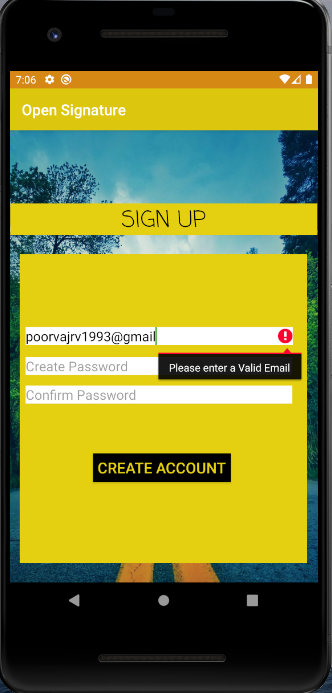 7:06
Open Signature
SIGN UP
poorvajrv1993@gmail
Create Password
Please enter a Valid Email
Confirm Password
CREATE ACCOUNT